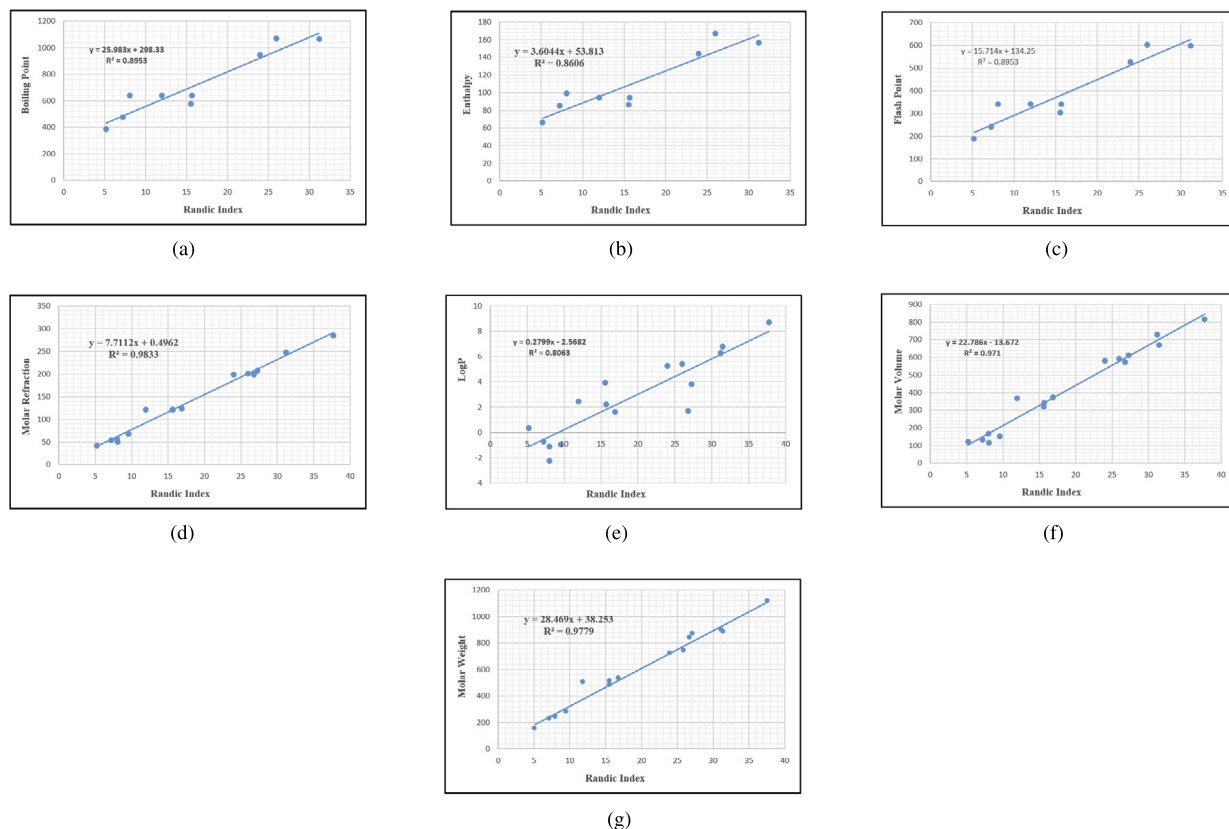 1200
1000
800
600
400
200
0
Boiling Point
y = 25.983x + 298.33
R² = 0.8953
0 5 10 15 20 25 30 35
Randic Index
(a)
180
160
140
120
100
80
60
40
20
0
Enthalpy
y = 3.6044x + 53.813
R² = 0.8606
0 5 10 15 20 25 30 35
Randic Index
(b)
700
600
500
400
300
200
100
0
Flash Point
y = 15.714x + 134.25
R² = 0.8953
0 5 10 15 20 25 30 35
Randic Index
(c)
350
300
250
200
150
100
50
0
Molar Refraction
y = 7.7112x + 0.4962
R² = 0.9833
0 5 10 15 20 25 30 35 40
Randic Index
(d)
10
8
6
4
2
0
-2
-4
LogP
y = 0.2799x - 2.5682
R² = 0.8063
0 5 10 15 20 25 30 35 40
Randic Index
(e)
900
800
700
600
500
400
300
200
100
0
Molar Volume
y = 22.786x - 13.672
R² = 0.971
0 5 10 15 20 25 30 35 40
Randic Index
(f)
1200
1000
800
600
400
200
0
Molar Weight
y = 28.469x + 38.253
R² = 0.9779
0 5 10 15 20 25 30 35 40
Randic Index
(g)